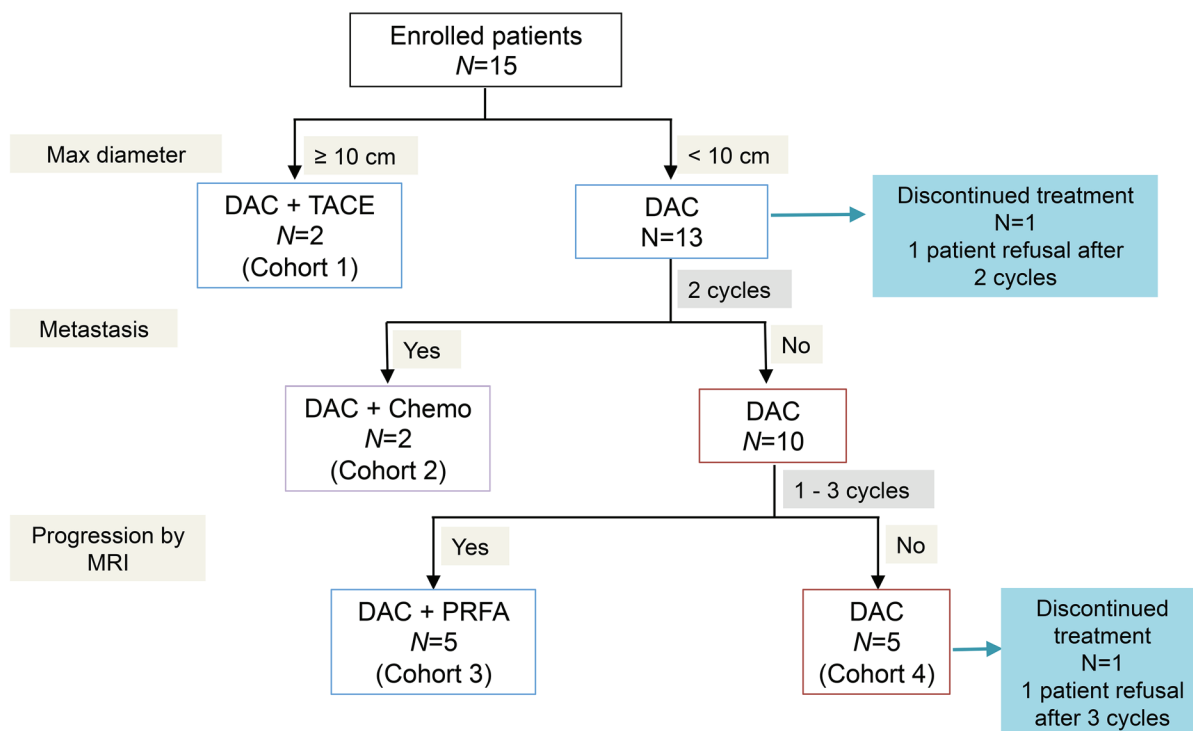 Enrolled patients
N=15
Max diameter
≥ 10 cm
< 10 cm
DAC + TACE
N=2
(Cohort 1)
DAC
N=13
Discontinued treatment
N=1
1 patient refusal after
2 cycles
2 cycles
Metastasis
Yes
No
DAC + Chemo
N=2
(Cohort 2)
DAC
N=10
1 - 3 cycles
Progression by
MRI
Yes
No
DAC + PRFA
N=5
(Cohort 3)
DAC
N=5
(Cohort 4)
Discontinued
treatment
N=1
1 patient refusal
after 3 cycles